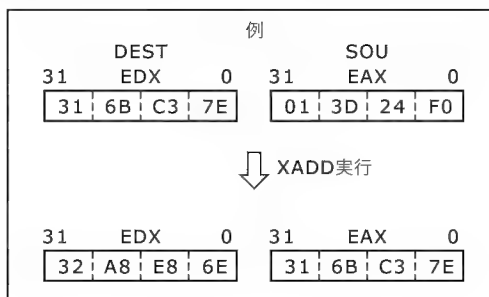 例
DEST SOU
31 EDX 0 31 EAX 0
31 6B C3 7E 01 3D 24 F0
XADD実行
31 EDX 0 31 EAX 0
32 A8 E8 6E 31 6B C3 7E